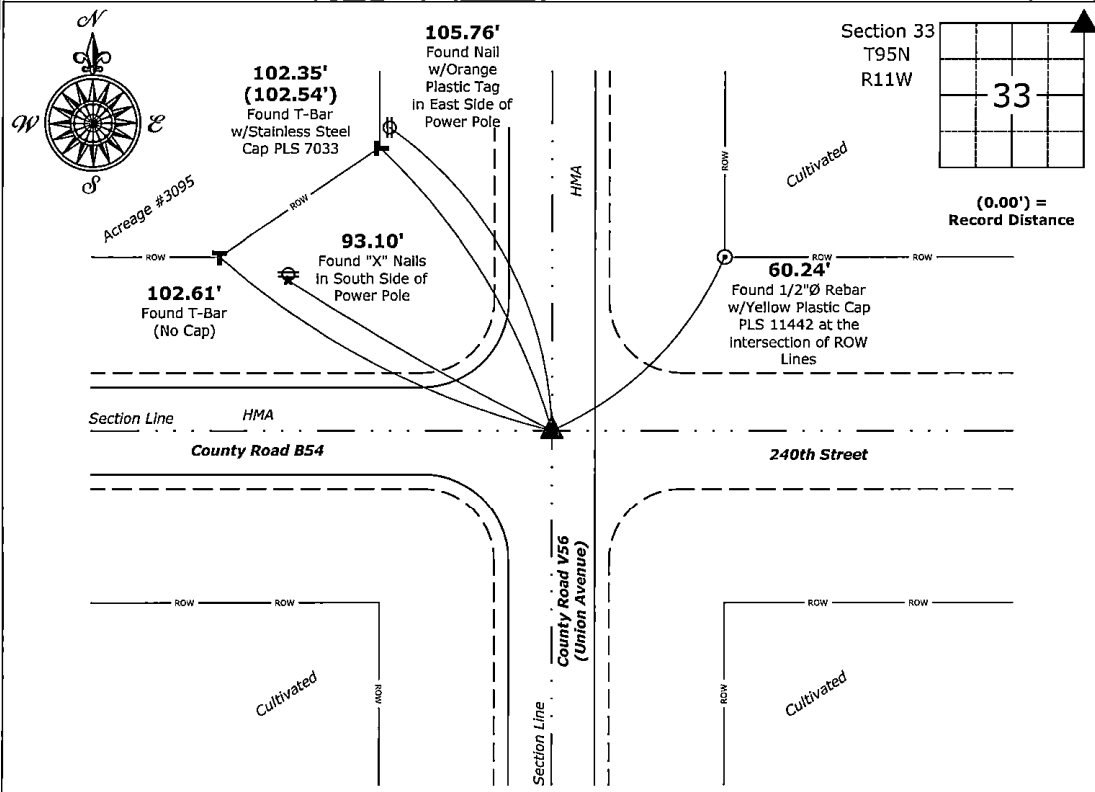 N
W
E
S
105.76'
Found Nail
w/Orange
Plastic Tag
in East Side of
Power Pole
102.35'
(102.54')
Found T-Bar
w/Stainless Steel
Cap PLS 7033
Section 33
T95N
R11W
33
(0.00') =
Record Distance
HMA
ROW
Cultivated
Acreage #3095
ROW
ROW
93.10'
Found "X" Nails
in South Side of
Power Pole
102.61'
Found T-Bar
(No Cap)
ROW
ROW
60.24'
Found 1/2"Ø Rebar
w/Yellow Plastic Cap
PLS 11442 at the
intersection of ROW
Lines
Section Line
HMA
County Road B54
240th Street
County Road V56
(Union Avenue)
ROW
ROW
ROW
ROW
Cultivated
ROW
Section Line
ROW
Cultivated